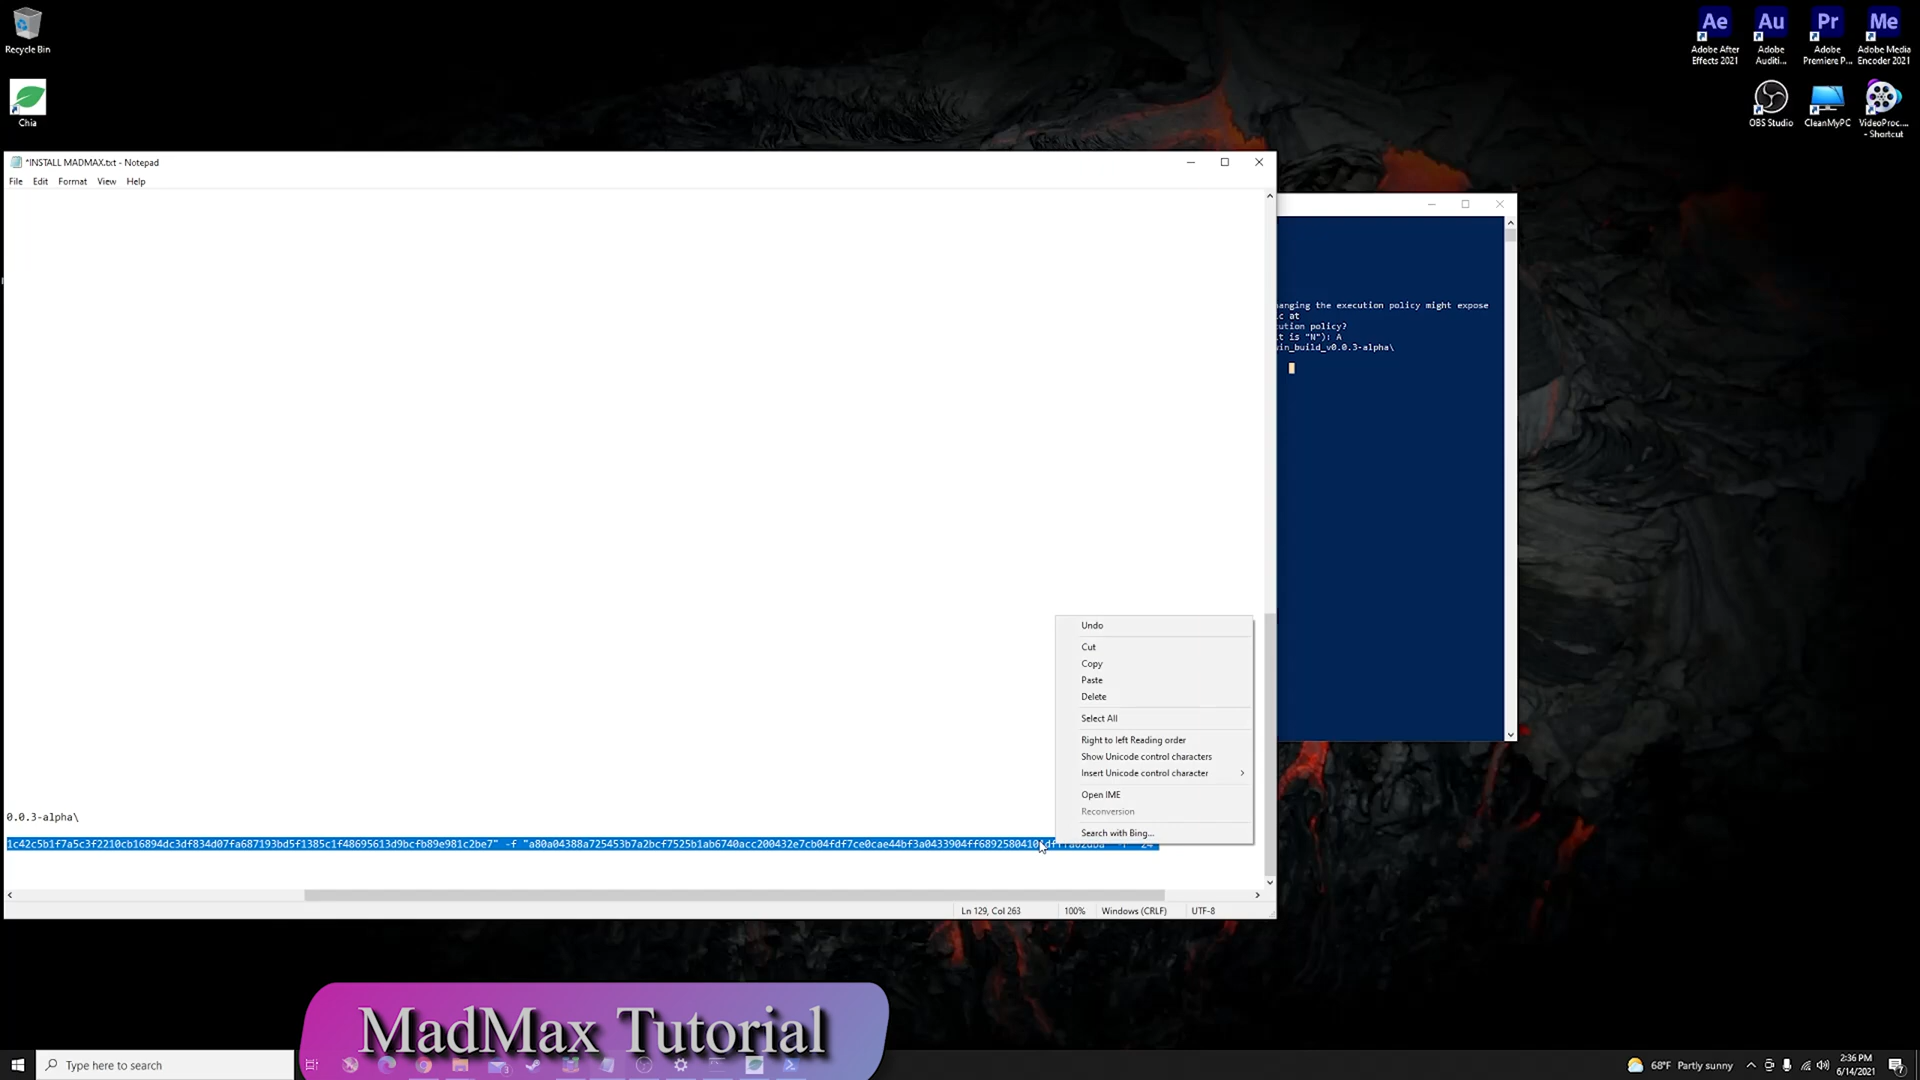 Recycle Bin
Chia
Ae
Adobe After
Effects 2021
Au
Adobe
Auditi...
Pr
Adobe
Premiere P...
Me
Adobe Media
Encoder 2021
OBS Studio
CleanMyPC
VideoProc...
- Shortcut
*INSTALL MADMAX.txt - Notepad
File Edit Format View Help
hanging the execution policy might expose
ic at
cution policy?
t is "N"): A
win_build_v0.0.3-alpha\
Undo
Cut
Copy
Paste
Delete
Select All
Right to left Reading order
Show Unicode control characters
Insert Unicode control character
Open IME
Reconversion
Search with Bing...
0.0.3-alpha\
1c42c5b1f7a5c3f2210cb16894dc3df834d07fa687193bd5f1385c1f48695613d9bcfb89e981c2be7" -f "a80a04388a725453b7a2bcf7525b1ab6740acc200432e7cb04fdf7ce0cae44bf3a0433904ff6892580410
Ln 129, Col 263
100%
Windows (CRLF)
UTF-8
MadMax Tutorial
Type here to search
68°F Partly sunny
2:36 PM
6/14/2021